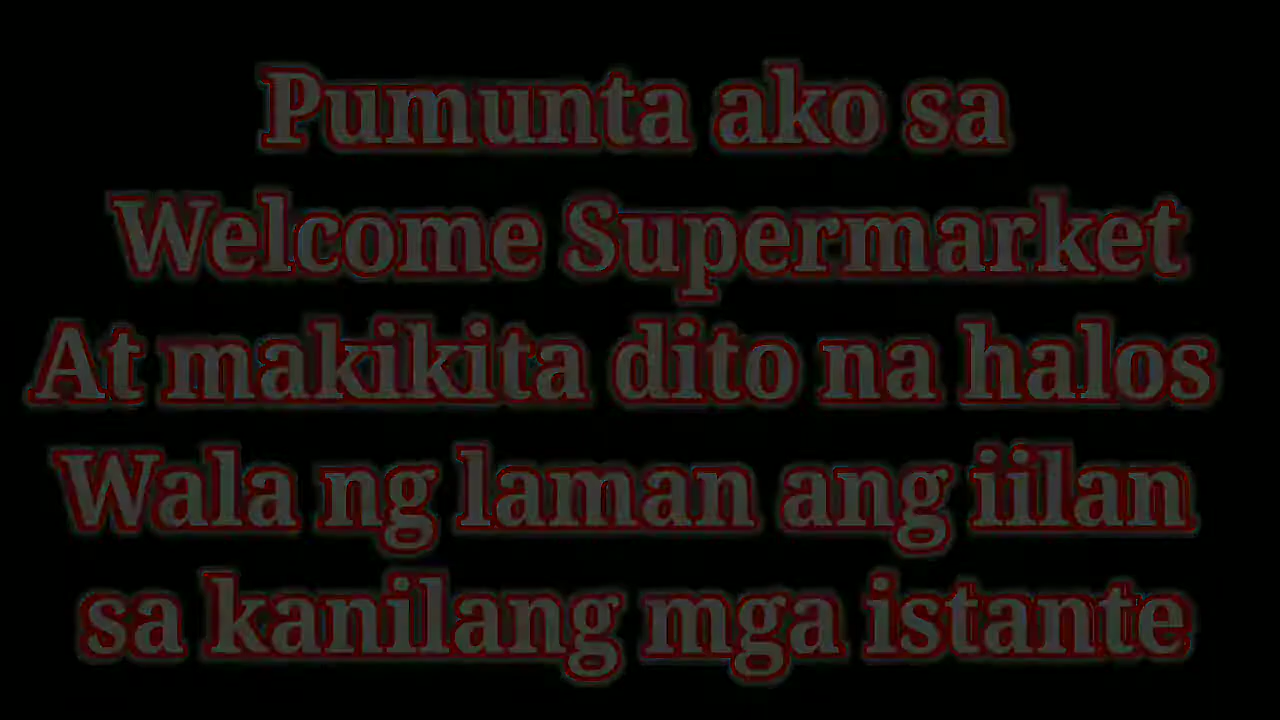 Pumunta ako sa
Welcome Supermarket
At makikita dito na halos
Wala ng laman ang iilan
sa kanilang mga istante